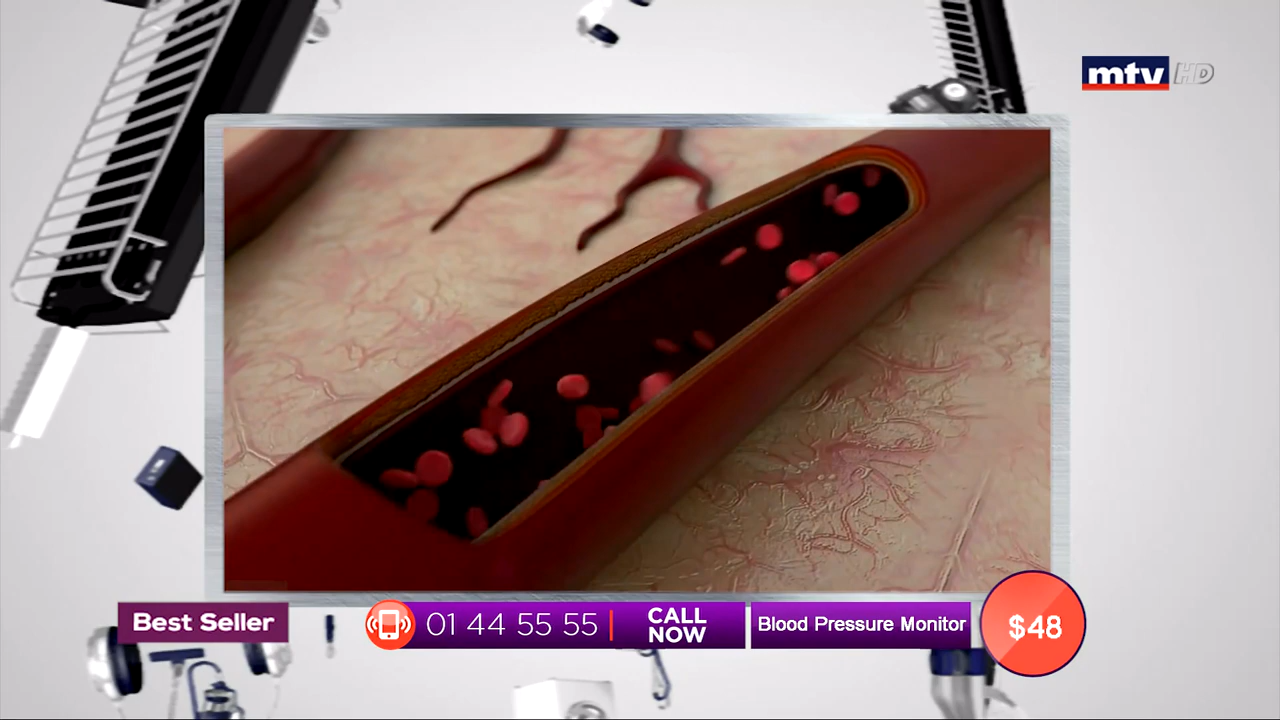 mtv HD
Best Seller
01 44 55 55
CALL
NOW
Blood Pressure Monitor
$48